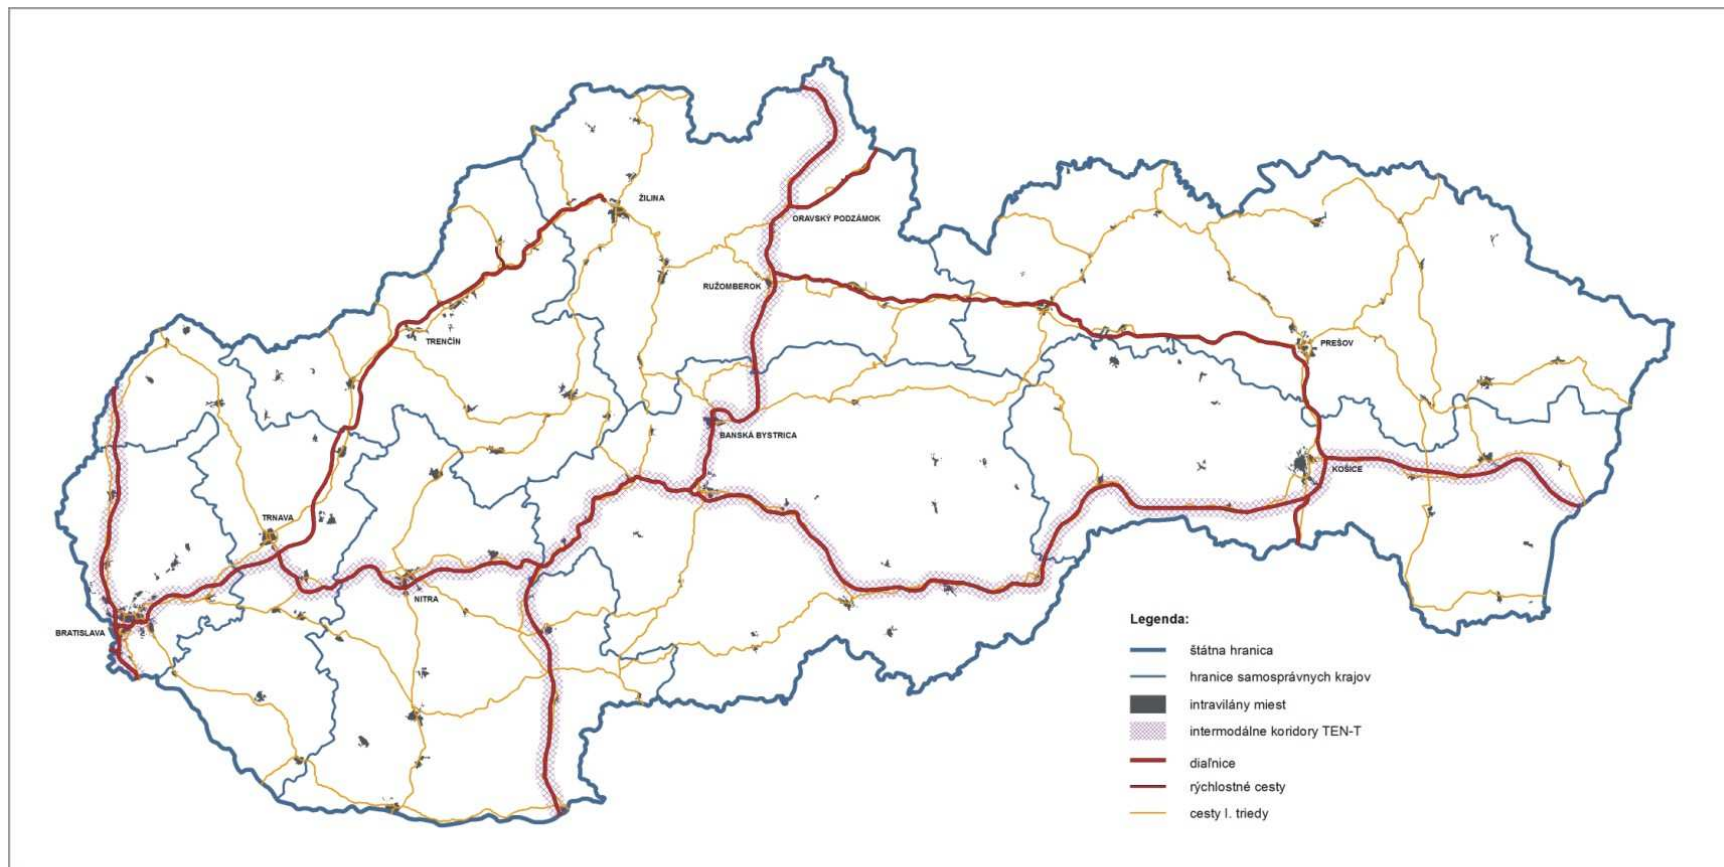 ŽILINA
ORAVSKÝ PODZÁMOK
RUŽOMBEROK
TRENČÍN
PREŠOV
BANSKÁ BYSTRICA
KOŠICE
TRNAVA
NITRA
BRATISLAVA
Legenda:
štátna hranica
hranice samosprávnych krajov
intravilány miest
intermodálne koridory TEN-T
diaľnice
rýchlostné cesty
cesty I. triedy